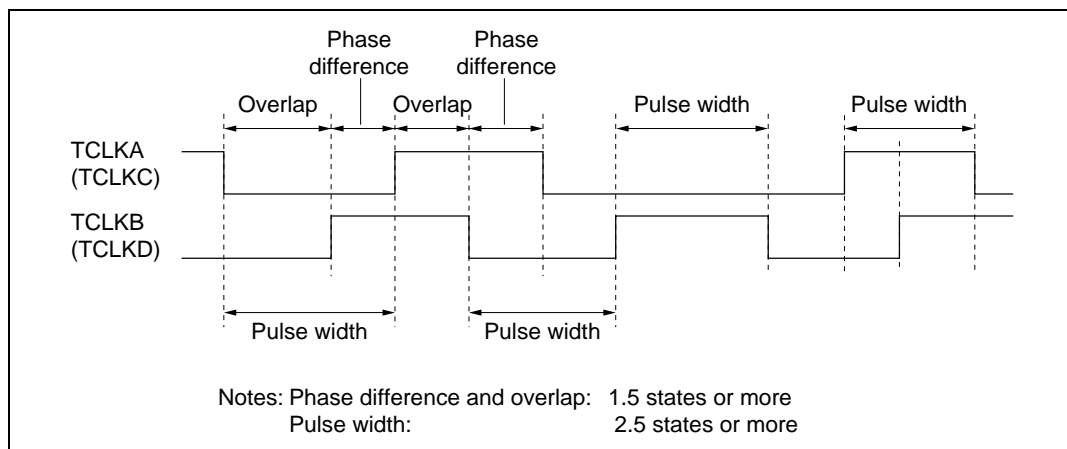 Phase difference
Phase difference
Overlap
Overlap
Pulse width
Pulse width
TCLKA
(TCLKC)
TCLKB
(TCLKD)
Pulse width
Pulse width
Notes: Phase difference and overlap: 1.5 states or more
Pulse width: 2.5 states or more